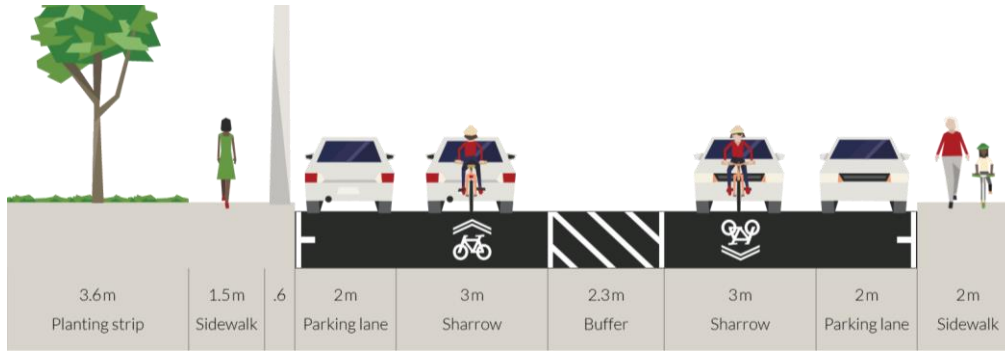 3.6m 1.5m .6 2m 3m 2.3m 3m 2m 2m
Planting strip Sidewalk Parking lane Sharrow Buffer Sharrow Parking lane Sidewalk